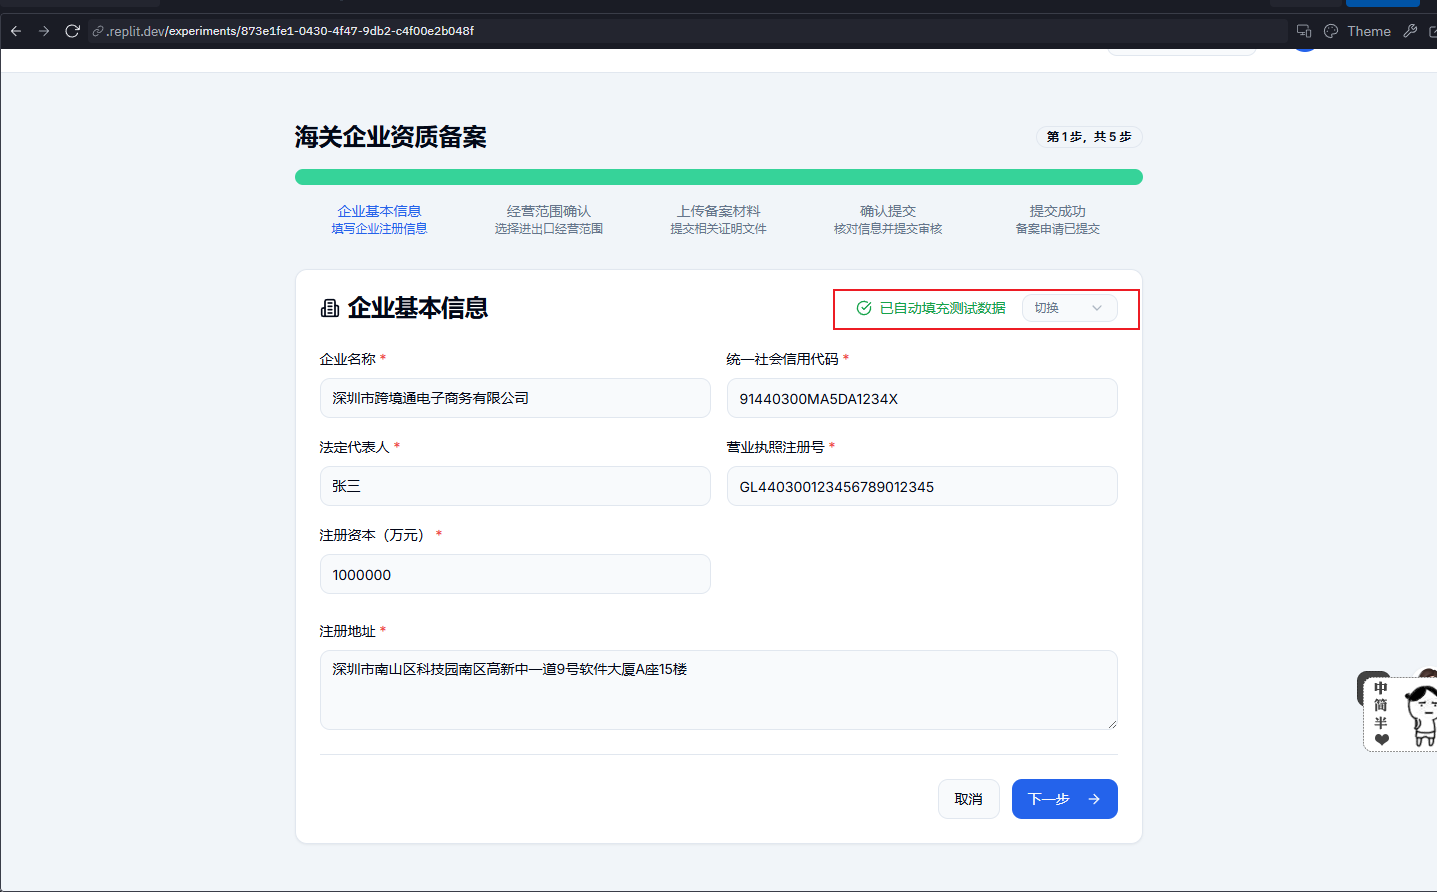 .replit.dev/experiments/873e1fe1-0430-4f47-9db2-c4f00e2b048f
Theme
海关企业资质备案
第 1 步，共 5 步
企业基本信息
填写企业注册信息
经营范围确认
选择进出口经营范围
上传备案材料
提交相关证明文件
确认提交
核对信息并提交审核
提交成功
备案申请已提交
企业基本信息
已自动填充测试数据
切换
企业名称 *
统一社会信用代码 *
深圳市跨境通电子商务有限公司
91440300MA5DA1234X
法定代表人 *
营业执照注册号 *
张三
GL440300123456789012345
注册资本（万元） *
1000000
注册地址 *
深圳市南山区科技园南区高新中一道9号软件大厦A座15楼
取消
下一步
中
简
半